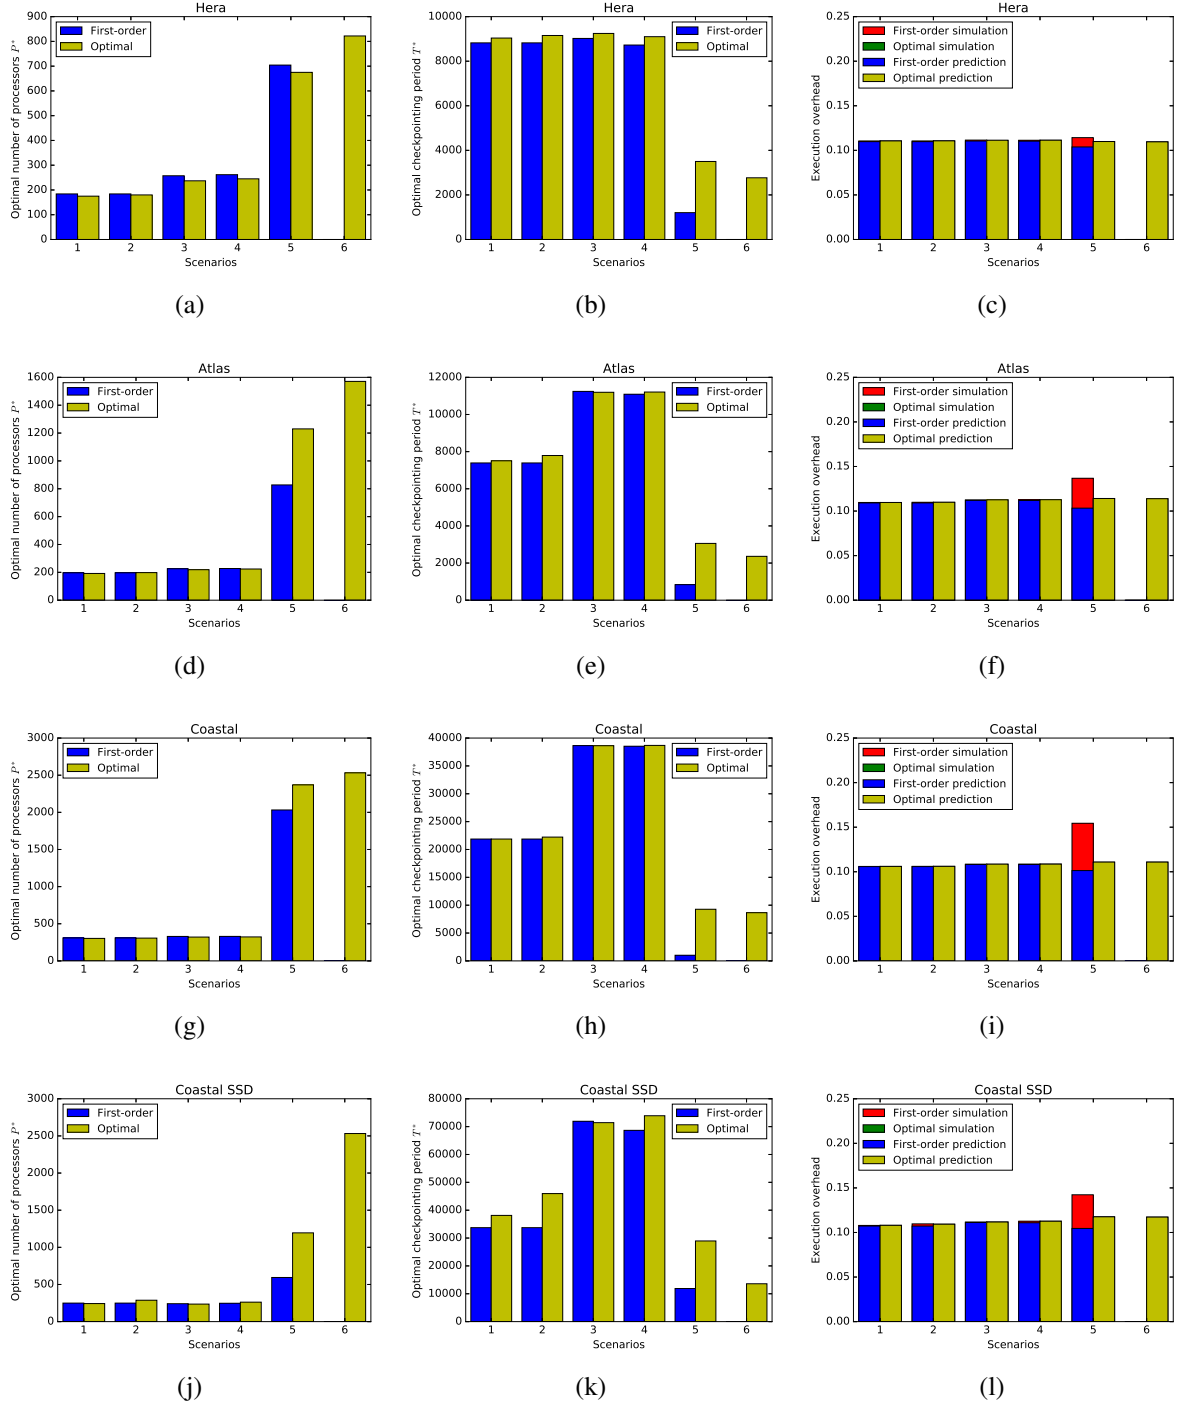 Hera
Optimal number of processors P*
900
800
700
600
500
400
300
200
100
0
First-order
Optimal
1 2 3 4 5 6
Scenarios
(a)
Hera
Optimal checkpointing period T*
10000
8000
6000
4000
2000
0
First-order
Optimal
1 2 3 4 5 6
Scenarios
(b)
Hera
Execution overhead
0.25
0.20
0.15
0.10
0.05
0.00
First-order simulation
Optimal simulation
First-order prediction
Optimal prediction
1 2 3 4 5 6
Scenarios
(c)
Atlas
Optimal number of processors P*
1600
1400
1200
1000
800
600
400
200
0
First-order
Optimal
1 2 3 4 5 6
Scenarios
(d)
Atlas
Optimal checkpointing period T*
12000
10000
8000
6000
4000
2000
0
First-order
Optimal
1 2 3 4 5 6
Scenarios
(e)
Atlas
Execution overhead
0.25
0.20
0.15
0.10
0.05
0.00
First-order simulation
Optimal simulation
First-order prediction
Optimal prediction
1 2 3 4 5 6
Scenarios
(f)
Coastal
Optimal number of processors P*
3000
2500
2000
1500
1000
500
0
First-order
Optimal
1 2 3 4 5 6
Scenarios
(g)
Coastal
Optimal checkpointing period T*
40000
35000
30000
25000
20000
15000
10000
5000
0
First-order
Optimal
1 2 3 4 5 6
Scenarios
(h)
Coastal
Execution overhead
0.25
0.20
0.15
0.10
0.05
0.00
First-order simulation
Optimal simulation
First-order prediction
Optimal prediction
1 2 3 4 5 6
Scenarios
(i)
Coastal SSD
Optimal number of processors P*
3000
2500
2000
1500
1000
500
0
First-order
Optimal
1 2 3 4 5 6
Scenarios
(j)
Coastal SSD
Optimal checkpointing period T*
80000
70000
60000
50000
40000
30000
20000
10000
0
First-order
Optimal
1 2 3 4 5 6
Scenarios
(k)
Coastal SSD
Execution overhead
0.25
0.20
0.15
0.10
0.05
0.00
First-order simulation
Optimal simulation
First-order prediction
Optimal prediction
1 2 3 4 5 6
Scenarios
(l)